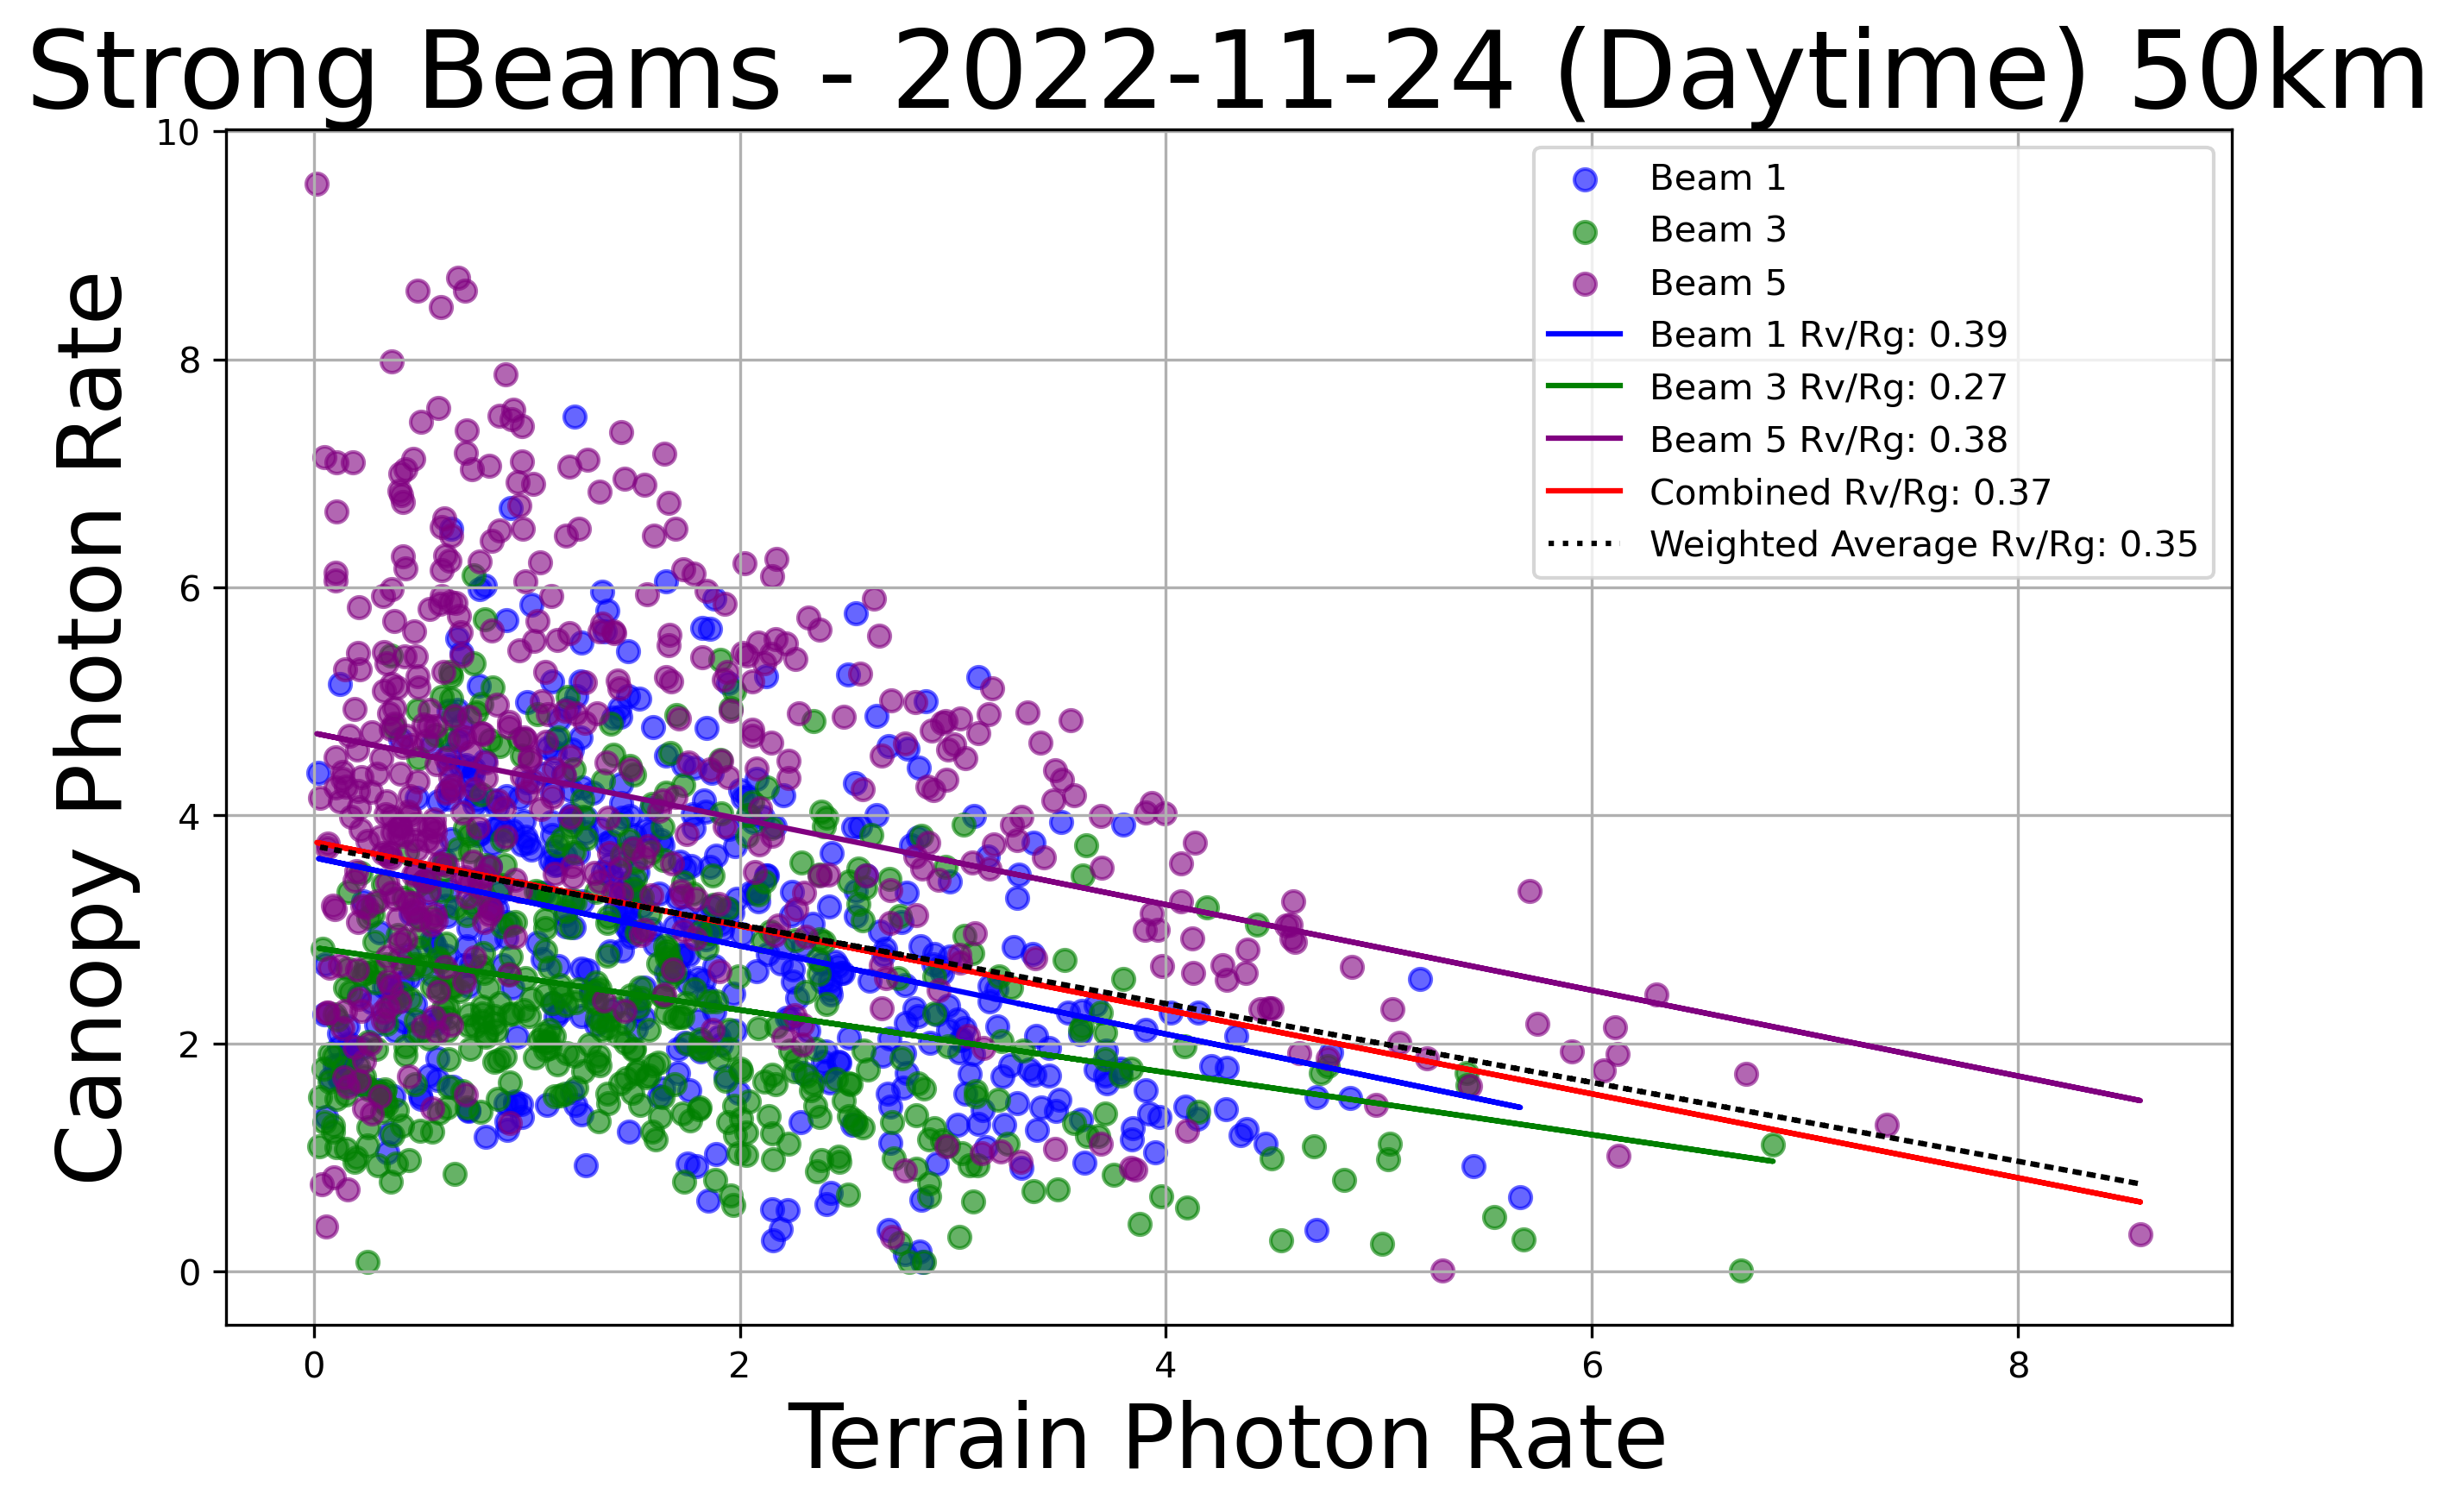 Strong Beams - 2022-11-24 (Daytime) 50km
Canopy Photon Rate
10
8
6
4
2
0
Beam 1
Beam 3
Beam 5
Beam 1 Rv/Rg: 0.39
Beam 3 Rv/Rg: 0.27
Beam 5 Rv/Rg: 0.38
Combined Rv/Rg: 0.37
Weighted Average Rv/Rg: 0.35
0 2 4 6 8
Terrain Photon Rate